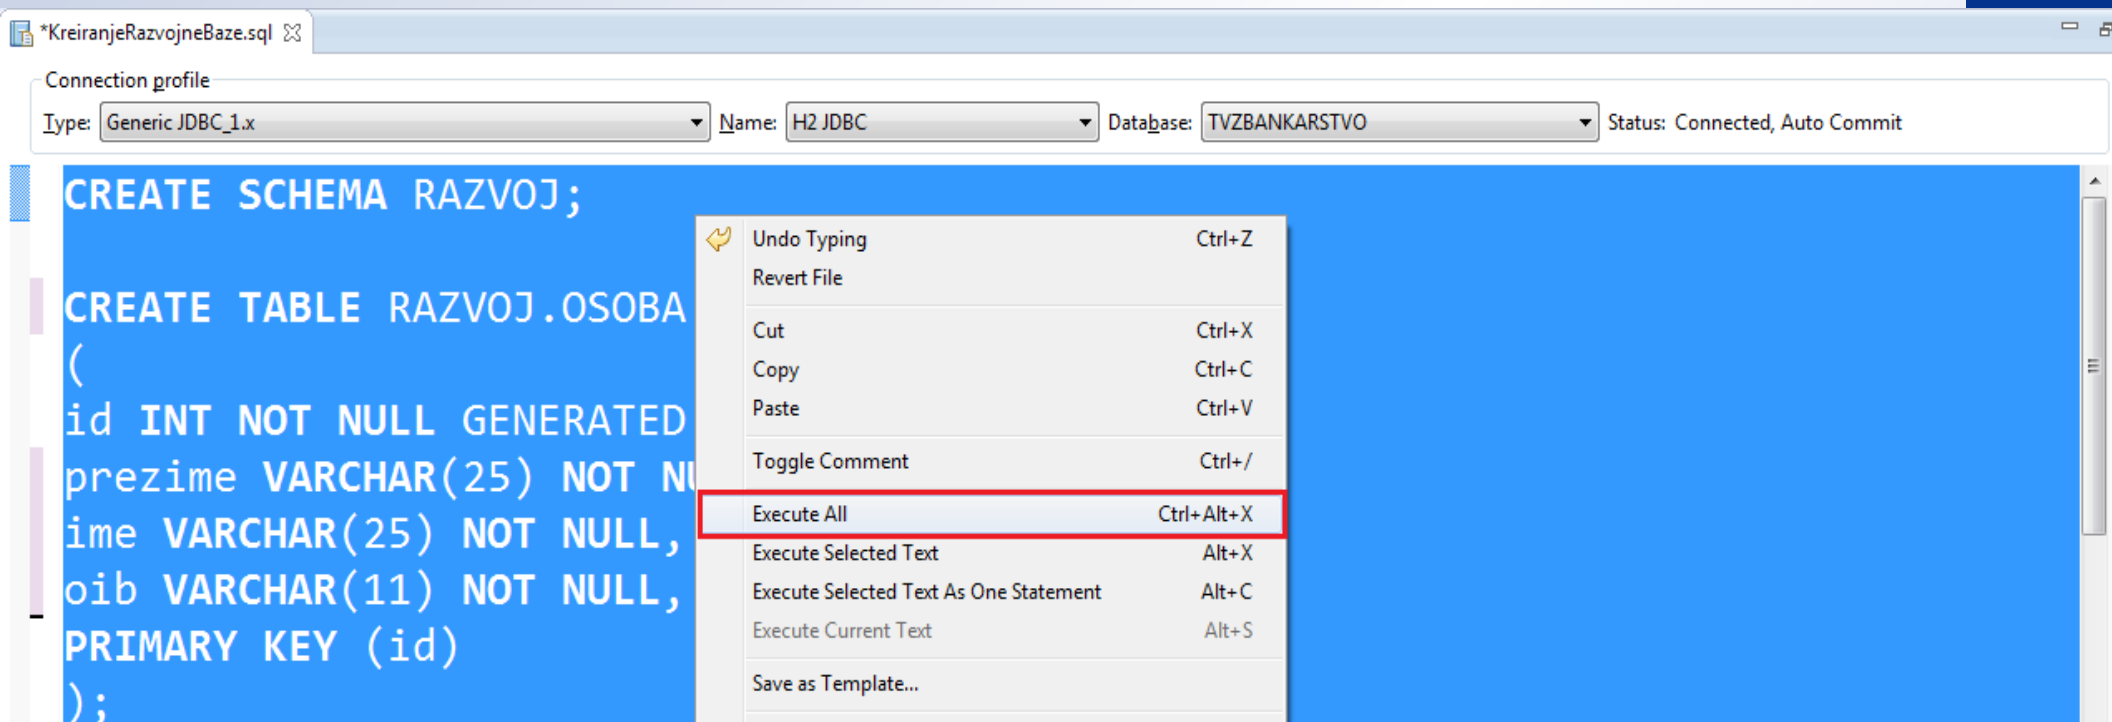 *KreiranjeRazvojneBaze.sql
Connection profile
Type: Generic JDBC_1.x Name: H2 JDBC Database: TVZBANKARSTVO Status: Connected, Auto Commit
CREATE SCHEMA RAZVOJ;
CREATE TABLE RAZVOJ.OSOBA
(
id INT NOT NULL GENERATED
prezime VARCHAR(25) NOT
ime VARCHAR(25) NOT NULL,
oib VARCHAR(11) NOT NULL,
PRIMARY KEY (id)
);
Undo Typing Ctrl+Z
Revert File
Cut Ctrl+X
Copy Ctrl+C
Paste Ctrl+V
Toggle Comment Ctrl+/
Execute All Ctrl+Alt+X
Execute Selected Text Alt+X
Execute Selected Text As One Statement Alt+C
Execute Current Text Alt+S
Save as Template...